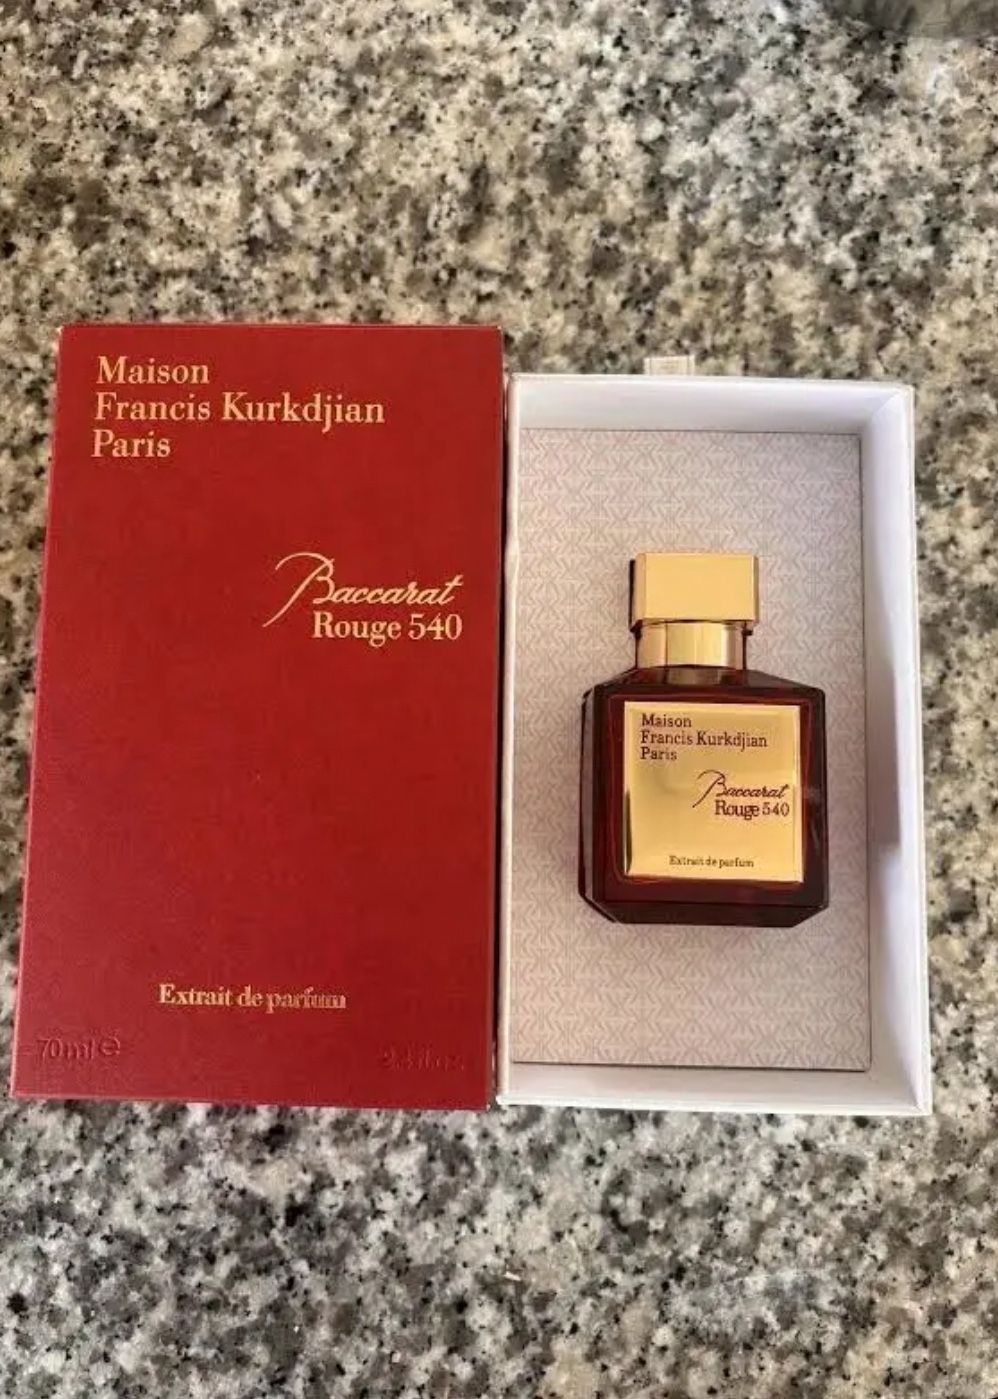 Maison
Francis Kurkdjian
Paris
Baccarat
Rouge 540
Extrait de parfum
70ml e
Maison
Francis Kurkdjian
Paris
Baccarat
Rouge 540
Extrait de parfum